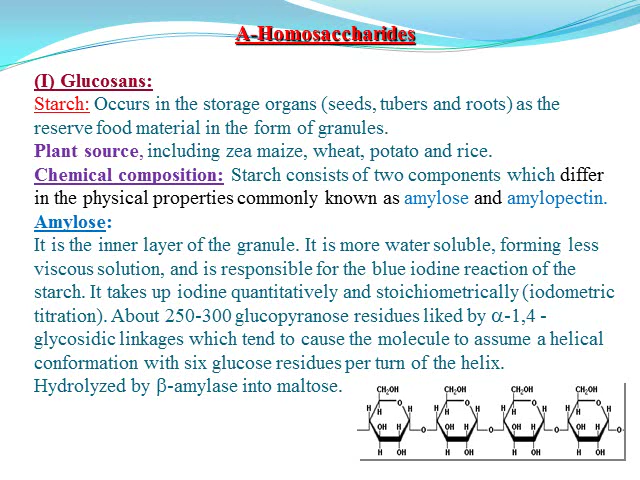 A-Homosaccharides
(I) Glucosans:
Starch: Occurs in the storage organs (seeds, tubers and roots) as the
reserve food material in the form of granules.
Plant source, including zea maize, wheat, potato and rice.
Chemical composition: Starch consists of two components which differ
in the physical properties commonly known as amylose and amylopectin.
Amylose:
It is the inner layer of the granule. It is more water soluble, forming less
viscous solution, and is responsible for the blue iodine reaction of the
starch. It takes up iodine quantitatively and stoichiometrically (iodometric
titration). About 250-300 glucopyranose residues liked by α-1,4 -
glycosidic linkages which tend to cause the molecule to assume a helical
conformation with six glucose residues per turn of the helix.
Hydrolyzed by β-amylase into maltose.
CH₂OH CH₂OH CH₂OH CH₂OH
O O O O
H H H H H H H H
H H H H
OH H OH H OH H OH H
O O O O O
H OH H OH H OH H OH